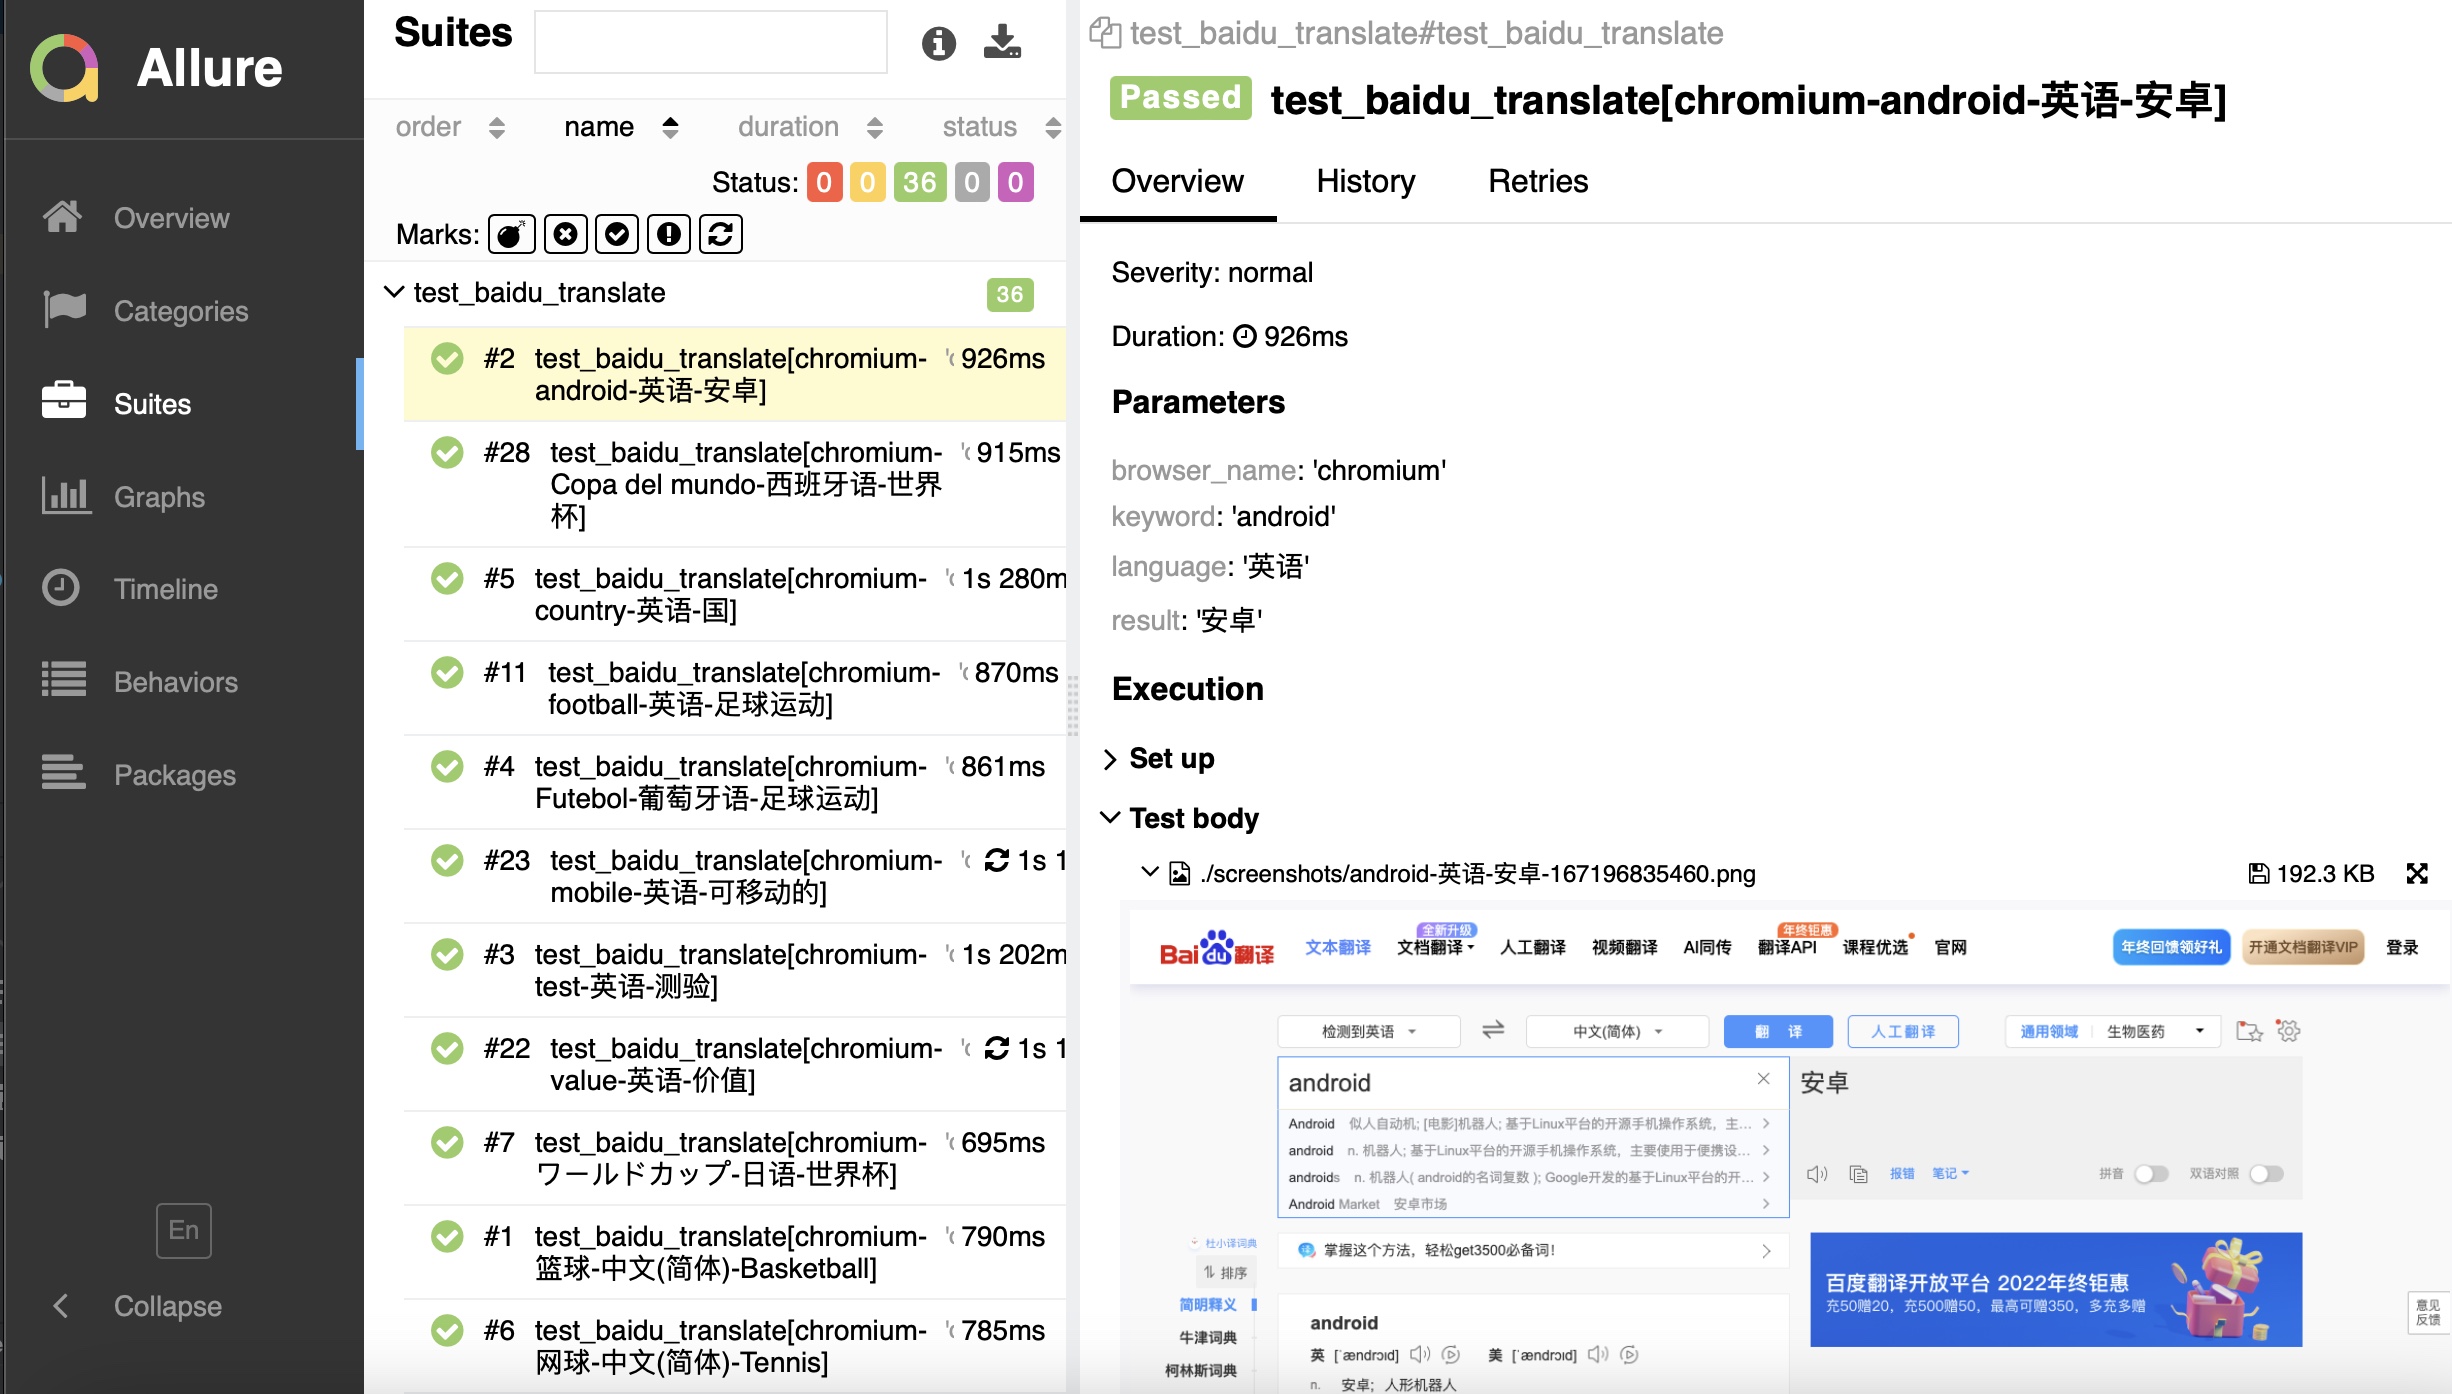 Allure
Overview
Categories
Suites
Graphs
Timeline
Behaviors
Packages
En
Collapse
Suites
order name duration status
Status: 0 0 36 0 0
Marks:
test_baidu_translate 36
#2 test_baidu_translate[chromium- 926ms
android-英语-安卓]
#28 test_baidu_translate[chromium- 915ms
Copa del mundo-西班牙语-世界
杯]
#5 test_baidu_translate[chromium- 1s 280m
country-英语-国]
#11 test_baidu_translate[chromium- 870ms
football-英语-足球运动]
#4 test_baidu_translate[chromium- 861ms
Futebol-葡萄牙语-足球运动]
#23 test_baidu_translate[chromium- 1s 1
mobile-英语-可移动的]
#3 test_baidu_translate[chromium- 1s 202m
test-英语-测验]
#22 test_baidu_translate[chromium- 1s 1
value-英语-价值]
#7 test_baidu_translate[chromium- 695ms
ワールドカップ-日语-世界杯]
#1 test_baidu_translate[chromium- 790ms
篮球-中文(简体)-Basketball]
#6 test_baidu_translate[chromium- 785ms
网球-中文(简体)-Tennis]
test_baidu_translate#test_baidu_translate
Passed test_baidu_translate[chromium-android-英语-安卓]
Overview History Retries
Severity: normal
Duration: 926ms
Parameters
browser_name: 'chromium'
keyword: 'android'
language: '英语'
result: '安卓'
Execution
Set up
Test body
./screenshots/android-英语-安卓-167196835460.png 192.3 KB
全新升级 年终钜惠
Bai du 翻译 文本翻译 文档翻译 人工翻译 视频翻译 AI同传 翻译API 课程优选 官网 年终回馈领好礼 开通文档翻译VIP 登录
检测到英语 中文(简体) 翻 译 人工翻译 通用领域 生物医药
android 安卓
Android 似人自动机; [电影]机器人; 基于Linux平台的开源手机操作系统，主...
android n. 机器人; 基于Linux平台的开源手机操作系统，主要使用于便携设...
androids n. 机器人( android的名词复数 ); Google开发的基于Linux平台的开...
Android Market 安卓市场
报错 笔记 拼音 双语对照
杜小译词典
排序
简明释义
牛津词典
柯林斯词典
掌握这个方法，轻松get3500必备词！
android
英 [ˈændrɔɪd] 美 [ˈændrɔɪd]
n. 安卓；人形机器人
百度翻译开放平台 2022年终钜惠
充50赠20，充500赠50，最高可赠350，多充多赠
意见
反馈